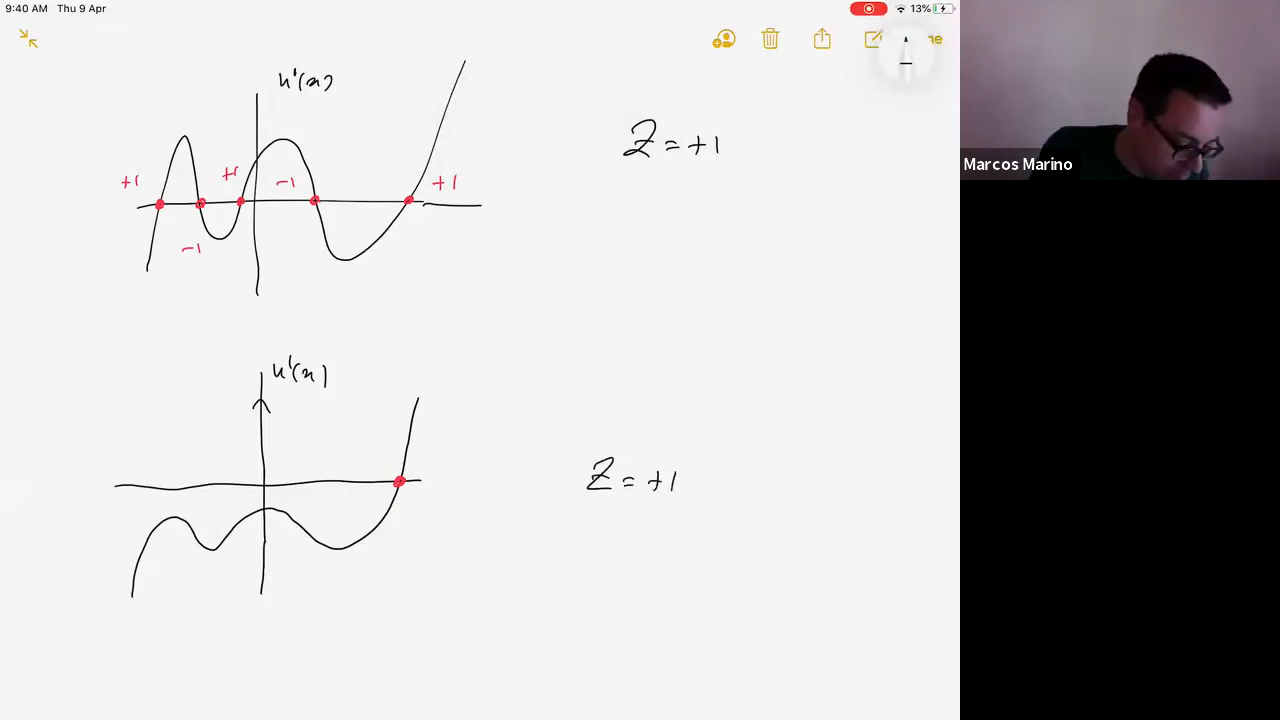 9:40 AM Thu 9 Apr
13%
h'(x)
Z = +1
+1
+1
-1
+1
-1
Marcos Marino
h'(x)
Z = +1